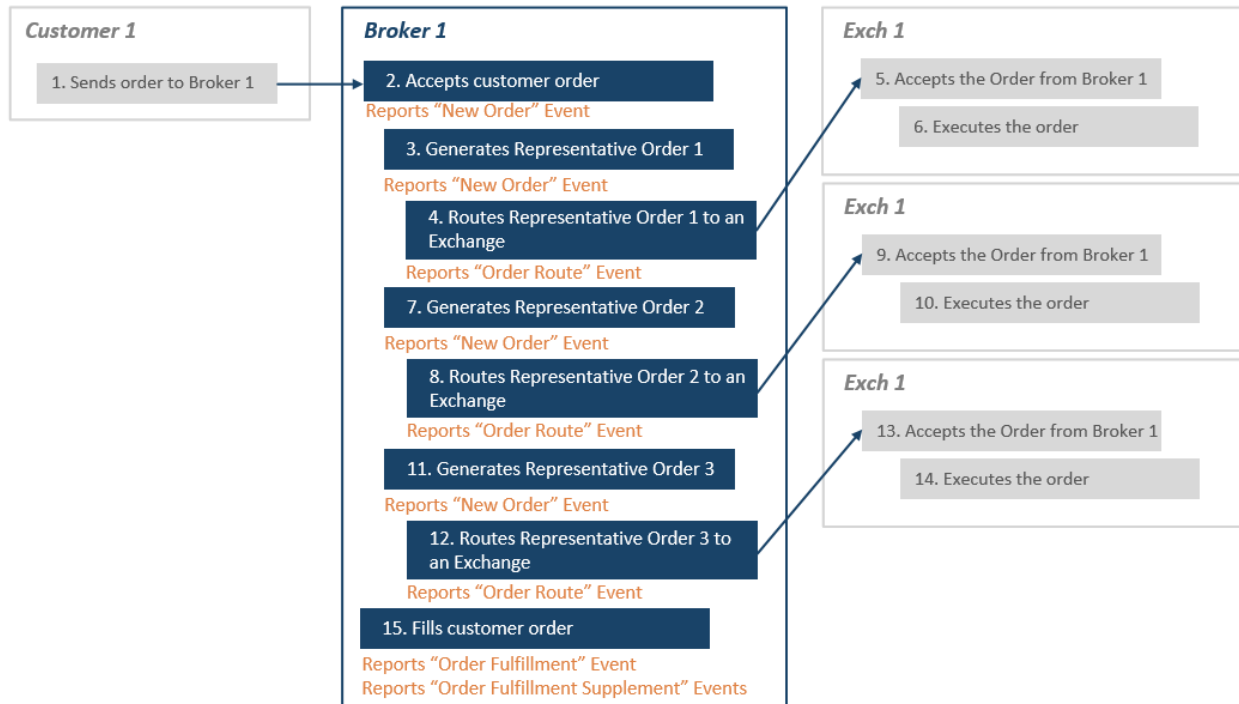 Customer 1
1. Sends order to Broker 1
Broker 1
2. Accepts customer order
Reports “New Order” Event
3. Generates Representative Order 1
Reports “New Order” Event
4. Routes Representative Order 1 to an
Exchange
Reports “Order Route” Event
Exch 1
5. Accepts the Order from Broker 1
6. Executes the order
7. Generates Representative Order 2
Reports “New Order” Event
8. Routes Representative Order 2 to an
Exchange
Reports “Order Route” Event
Exch 1
9. Accepts the Order from Broker 1
10. Executes the order
11. Generates Representative Order 3
Reports “New Order” Event
12. Routes Representative Order 3 to
an Exchange
Reports “Order Route” Event
Exch 1
13. Accepts the Order from Broker 1
14. Executes the order
15. Fills customer order
Reports “Order Fulfillment” Event
Reports “Order Fulfillment Supplement” Events